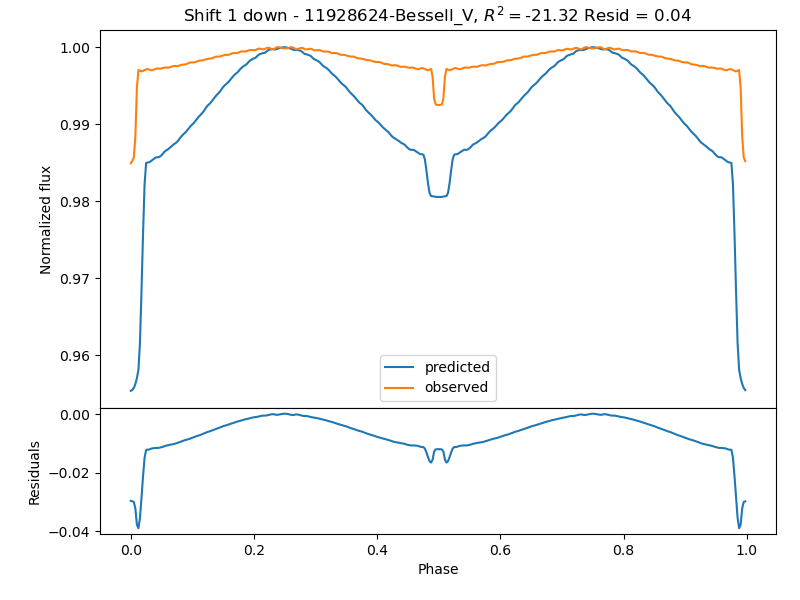 Shift 1 down - 11928624-Bessell_V, R² = -21.32 Resid = 0.04
1.00
0.99
0.98
0.97
0.96
Normalized flux
predicted
observed
0.00
−0.02
−0.04
Residuals
0.0 0.2 0.4 0.6 0.8 1.0
Phase